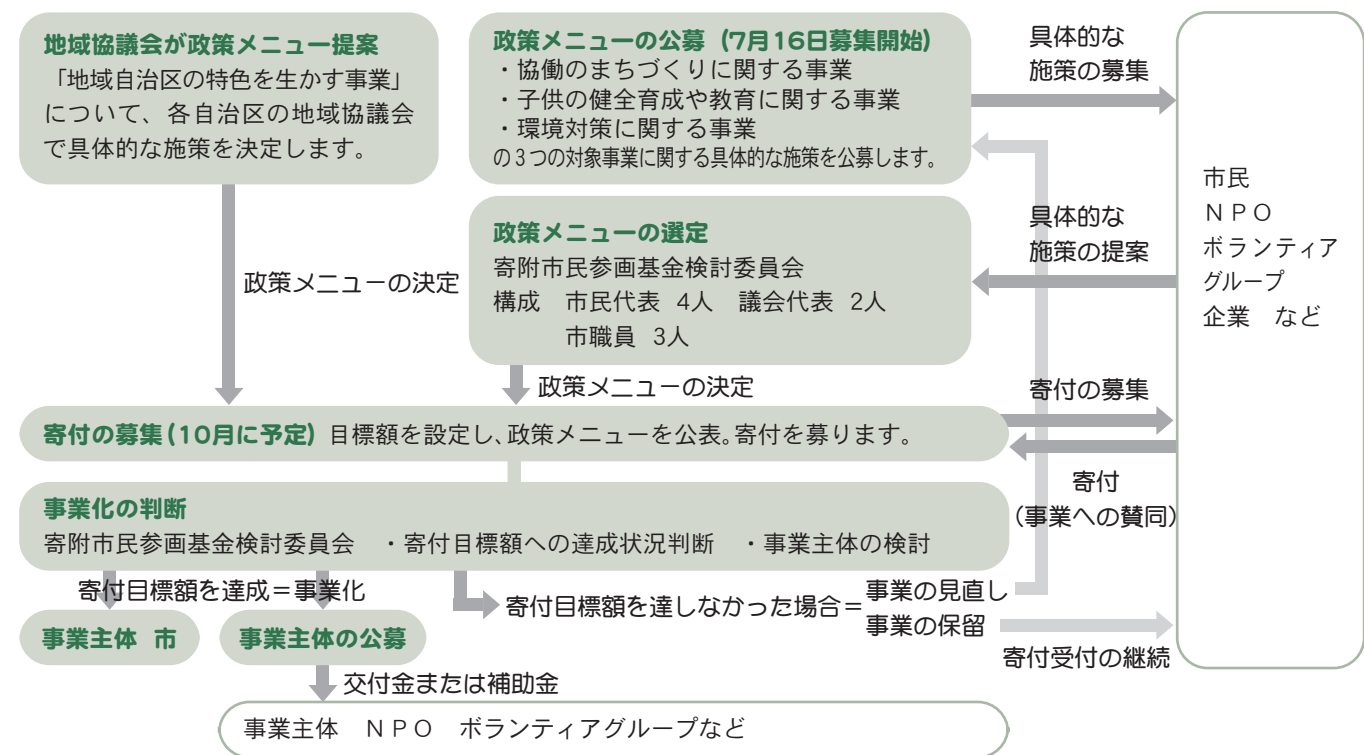 地域協議会が政策メニュー提案
「地域自治区の特色を生かす事業」
について、各自治区の地域協議会
で具体的な施策を決定します。
政策メニューの公募（7月16日募集開始）
・協働のまちづくりに関する事業
・子供の健全育成や教育に関する事業
・環境対策に関する事業
の３つの対象事業に関する具体的な施策を公募します。
具体的な
施策の募集
市民
ＮＰＯ
ボランティア
グループ
企業　など
政策メニューの選定
寄附市民参画基金検討委員会
構成　市民代表 4人　議会代表 2人
市職員 3人
具体的な
施策の提案
政策メニューの決定
政策メニューの決定
寄付の募集（10月に予定）目標額を設定し、政策メニューを公表。寄付を募ります。
寄付の募集
寄付
（事業への賛同）
事業化の判断
寄附市民参画基金検討委員会　・寄付目標額への達成状況判断　・事業主体の検討
寄付目標額を達成＝事業化
寄付目標額を達しなかった場合＝
事業の見直し
事業の保留
寄付受付の継続
事業主体 市
事業主体の公募
交付金または補助金
事業主体　ＮＰＯ　ボランティアグループなど